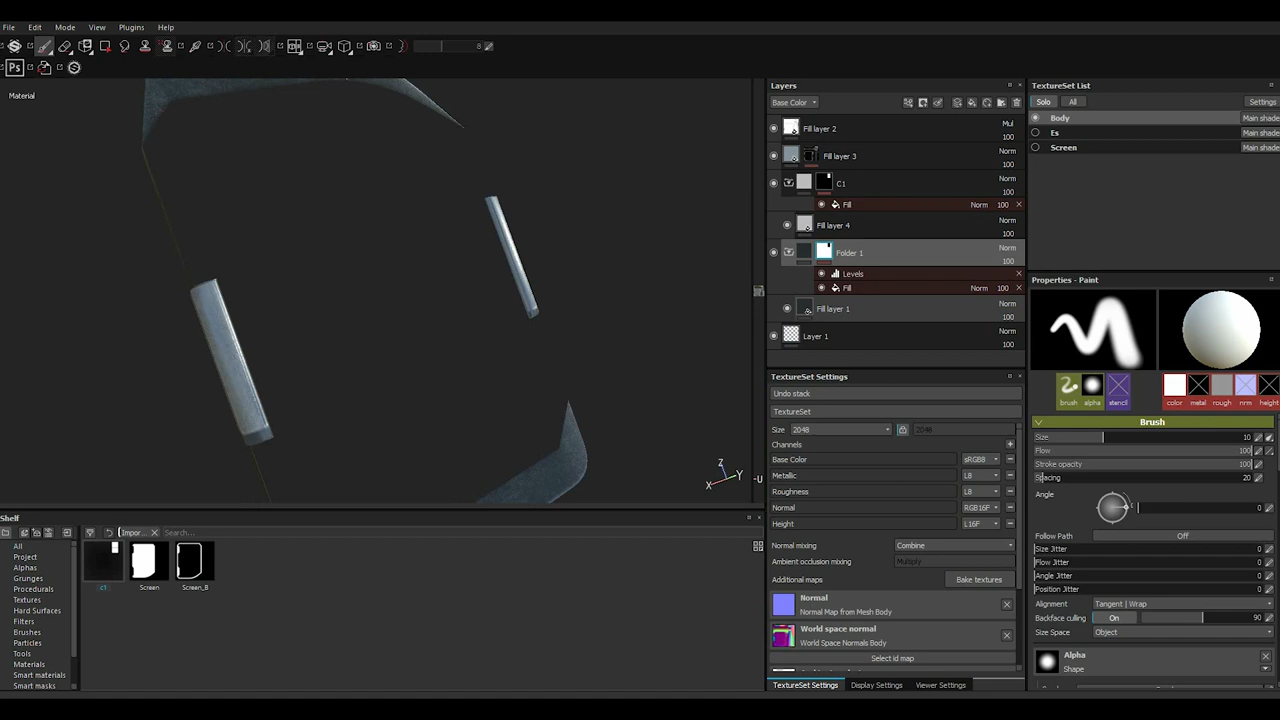 File Edit Mode View Plugins Help
8
Ps
Material
Layers
Base Color
Fill layer 2 Mul 100
Fill layer 3 Norm 100
C1 Norm 100
Fill Norm 100
Fill layer 4 Norm 100
Folder 1 Norm 100
Levels
Fill Norm 100
Fill layer 1 Norm 100
Layer 1 Norm 100
TextureSet List
Solo All Settings
Body Main shade
Es Main shade
Screen Main shade
Properties - Paint
brush alpha stencil color metal rough nrm height
Brush
Size 10
Flow 100
Stroke opacity 100
Spacing 20
Angle 0
Follow Path Off
Size Jitter 0
Flow Jitter 0
Angle Jitter 0
Position Jitter 0
Alignment Tangent | Wrap
Backface culling On 90
Size Space Object
Alpha
Shape
TextureSet Settings
Undo stack
TextureSet
Size 2048 2048
Channels
Base Color sRGB8
Metallic L8
Roughness L8
Normal RGB16F
Height L16F
Normal mixing Combine
Ambient occlusion mixing Multiply
Additional maps Bake textures
Normal
Normal Map from Mesh Body
World space normal
World Space Normals Body
Select id map
TextureSet Settings Display Settings Viewer Settings
Z
Y
X
-U
Shelf
Impor... Search...
All
Project
Alphas
Grunges
Procedurals
Textures
Hard Surfaces
Filters
Brushes
Particles
Tools
Materials
Smart materials
Smart masks
c1 Screen Screen_B